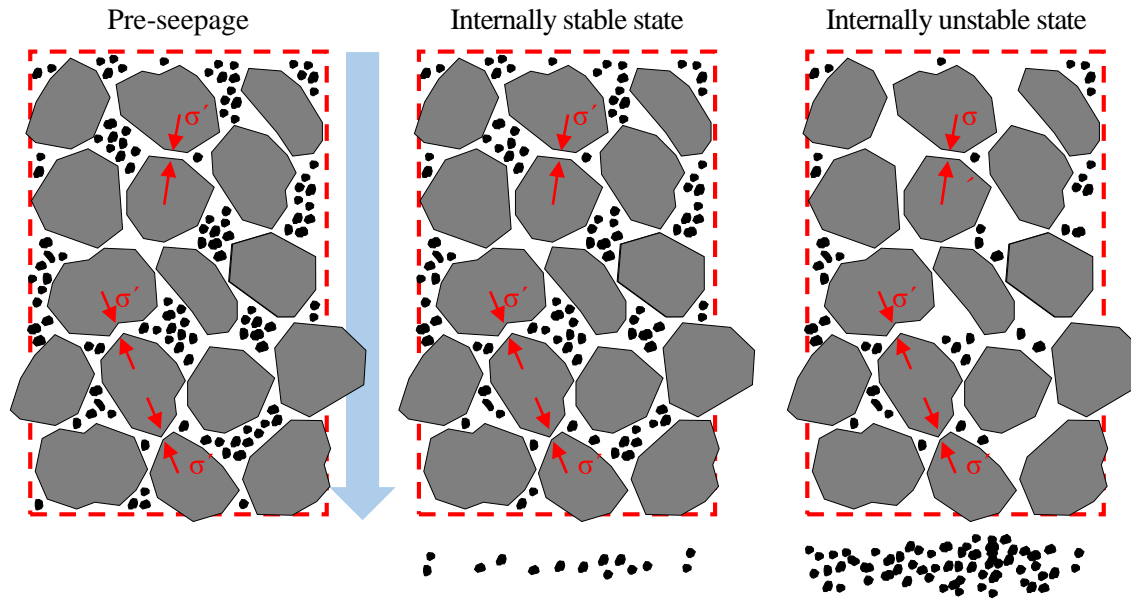 Pre-seepage
Internally stable state
Internally unstable state
σ´
σ´
σ
´
σ´
σ´
σ´
σ´
σ´
σ´